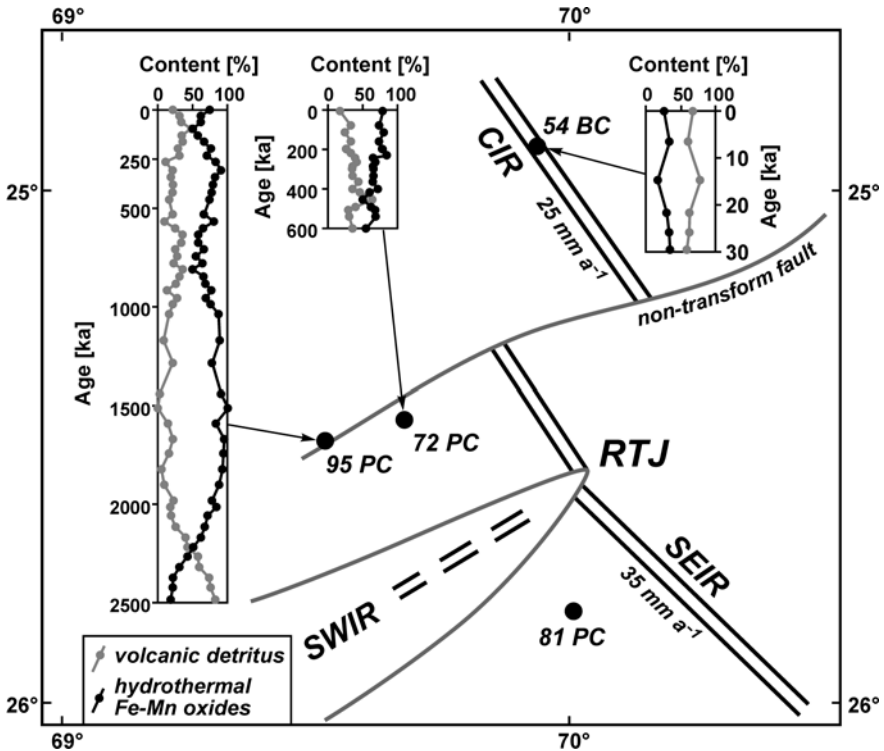 69°
70°
Content [%]
0 50 100
0
250
500
1000
1500
2000
2500
Age [ka]
Content [%]
0 50 100
0
200
400
600
Age [ka]
Content [%]
0 50 100
0
10
20
30
Age [ka]
54 BC
CIR
25 mm a⁻¹
25°
25°
non-transform fault
95 PC
72 PC
RTJ
SEIR
35 mm a⁻¹
SWIR
81 PC
volcanic detritus
hydrothermal
Fe-Mn oxides
26°
26°
69°
70°